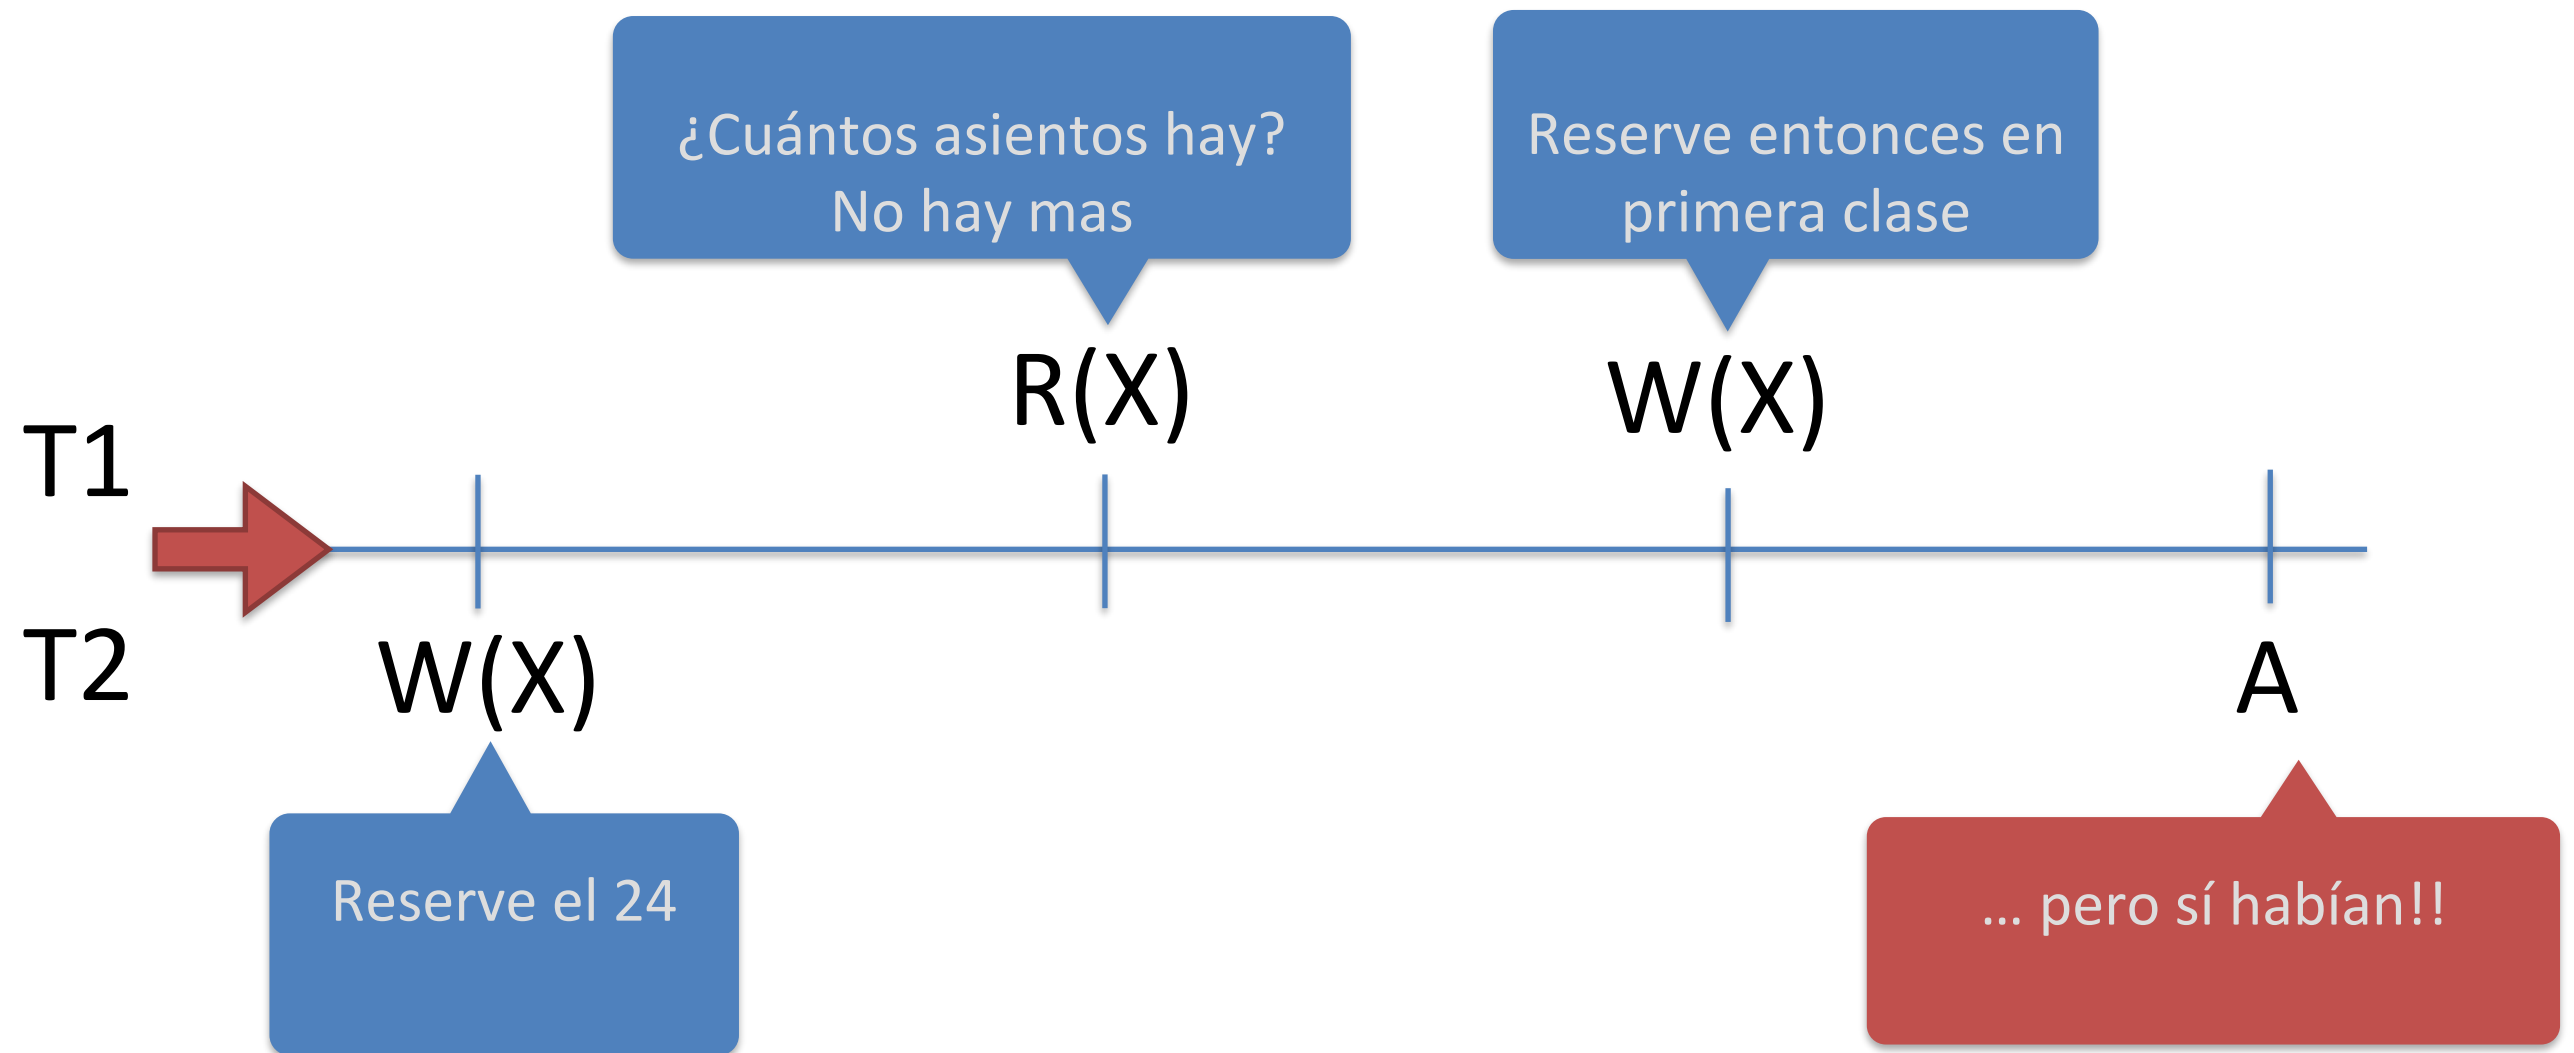 ¿Cuántos asientos hay?
No hay mas
Reserve entonces en
primera clase
R(X)
W(X)
T1
T2
W(X)
A
Reserve el 24
... pero sí habían!!